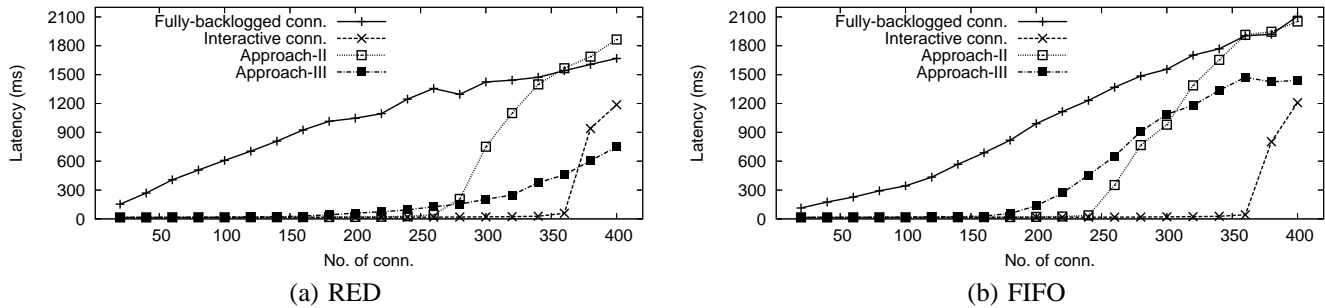 2100
1800
1500
1200
900
600
300
0
Latency (ms)
Fully-backlogged conn.
Interactive conn.
Approach-II
Approach-III
50 100 150 200 250 300 350 400
No. of conn.
(a) RED
2100
1800
1500
1200
900
600
300
0
Latency (ms)
Fully-backlogged conn.
Interactive conn.
Approach-II
Approach-III
50 100 150 200 250 300 350 400
No. of conn.
(b) FIFO